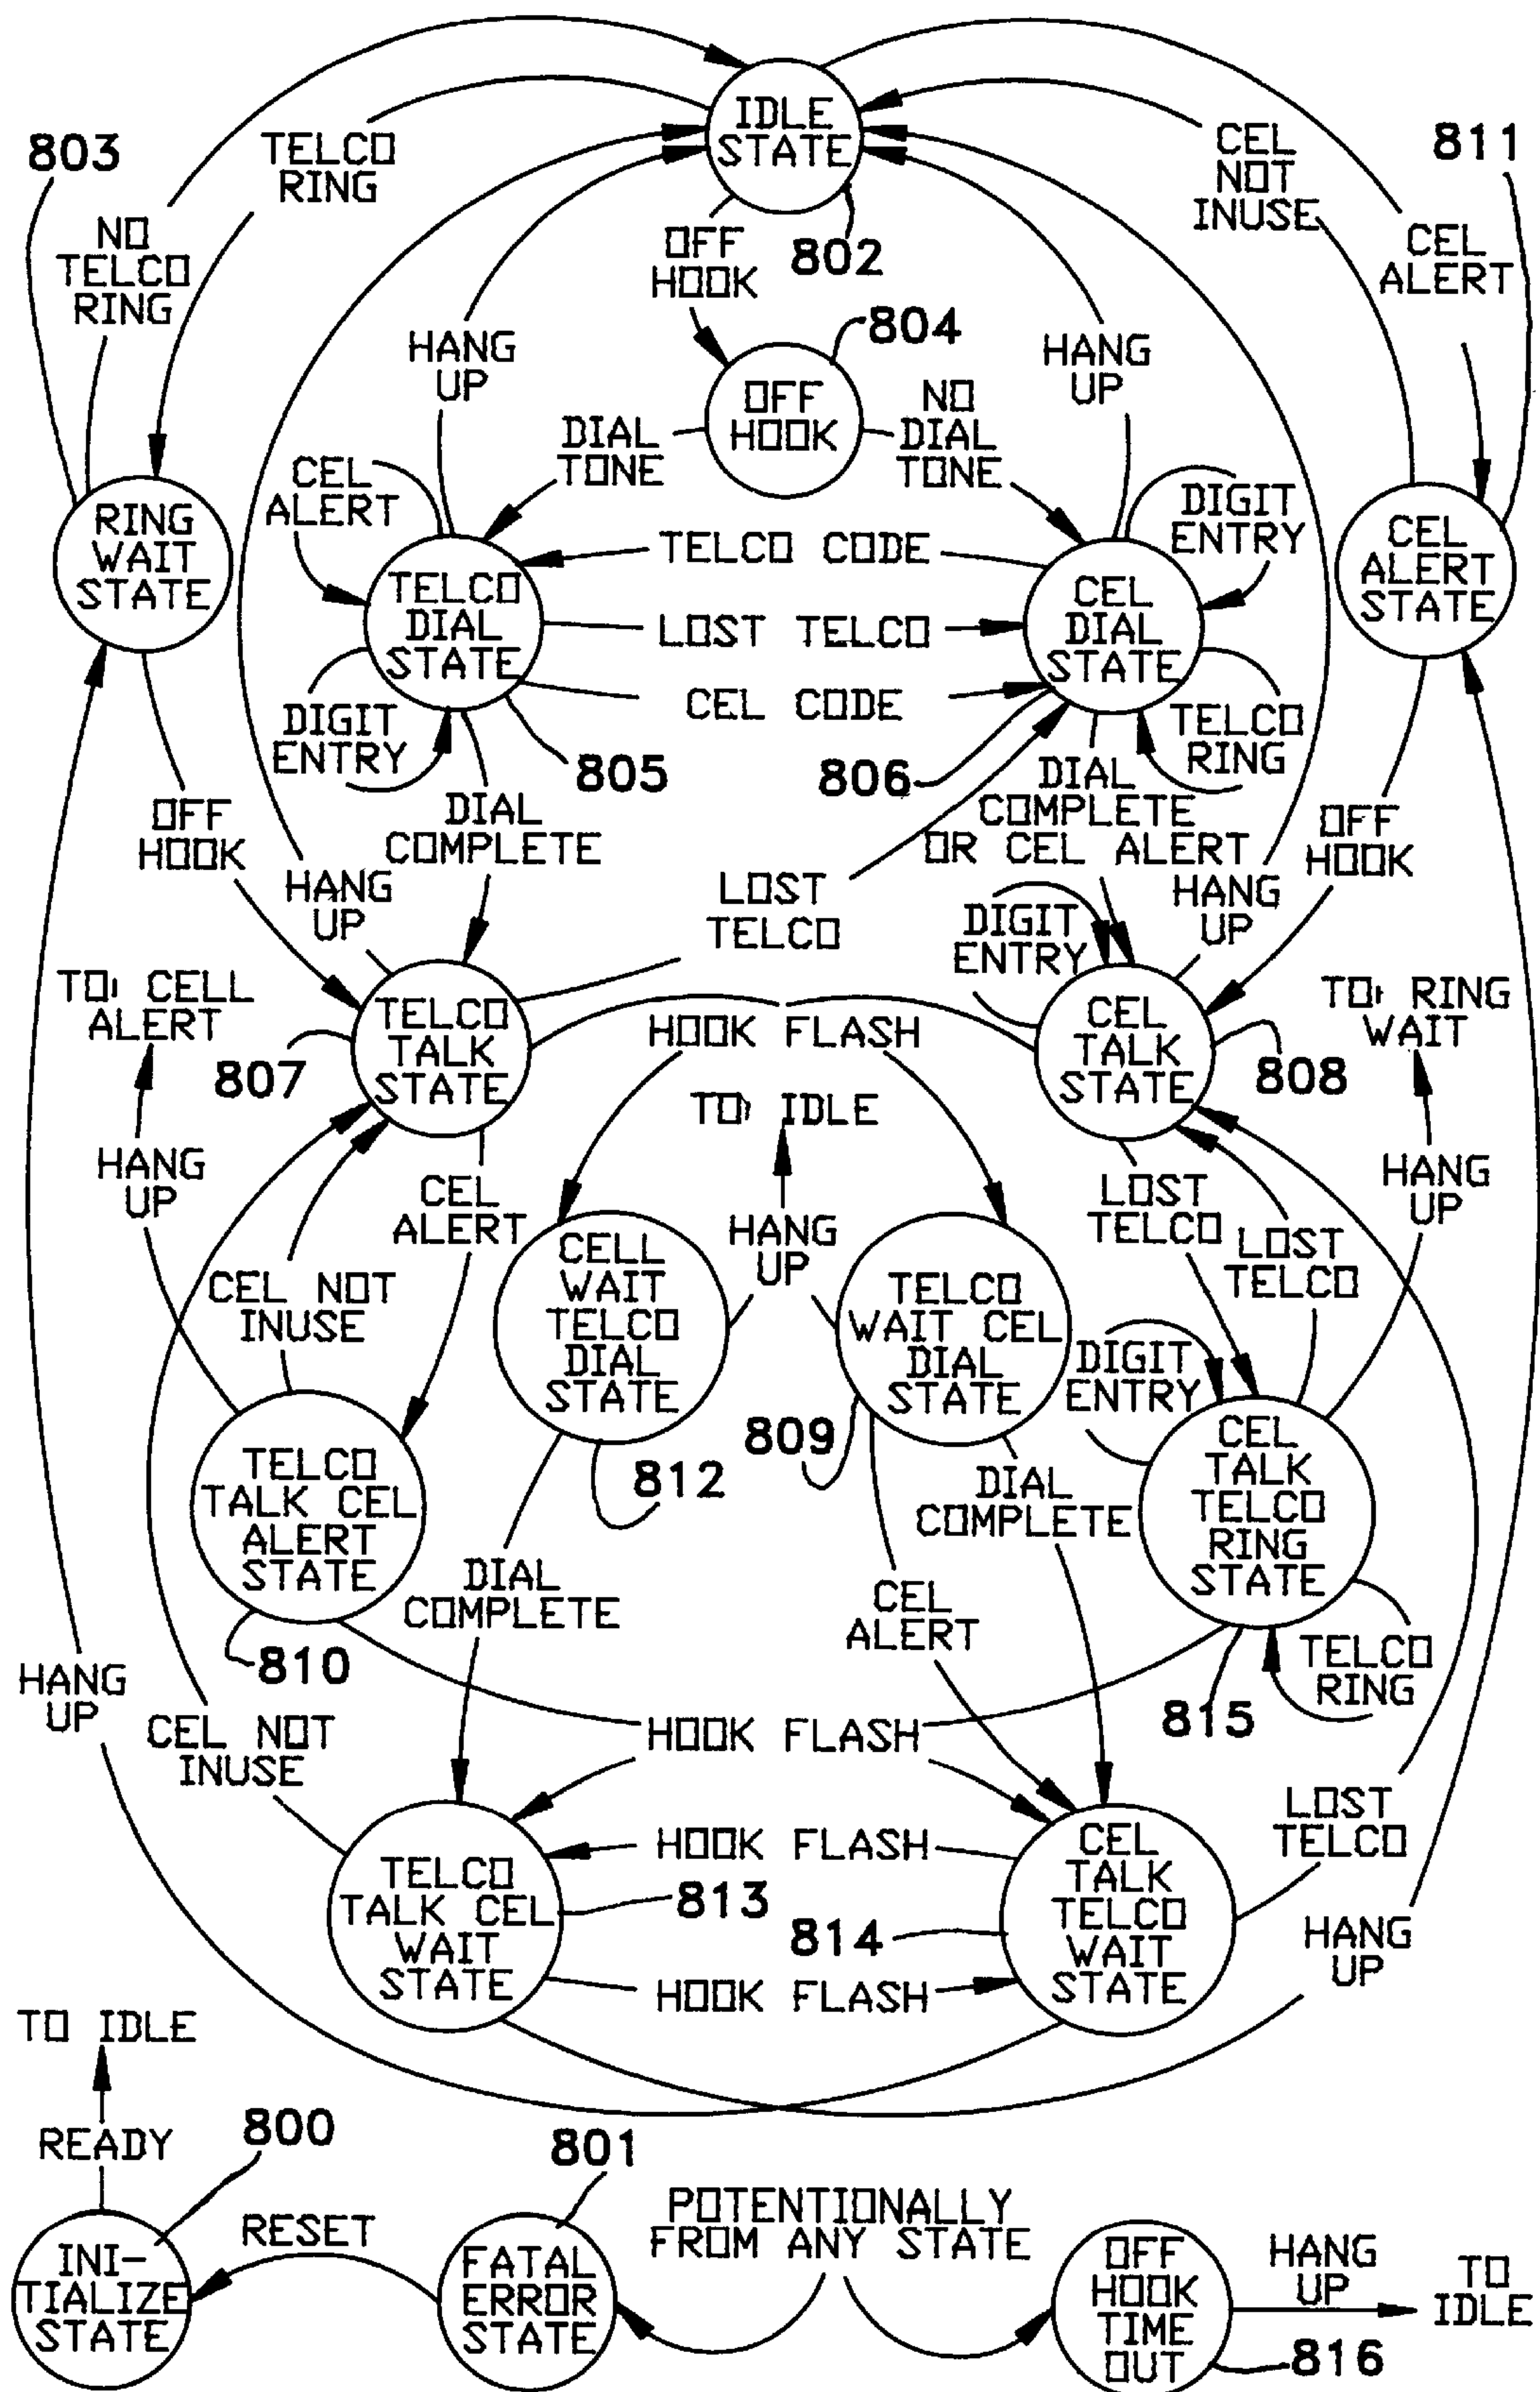 IDLE
STATE
802
803
TELCO
RING
CEL
NOT
INUSE
811
NO
TELCO
RING
OFF
HOOK
CEL
ALERT
804
HANG
UP
HANG
UP
OFF
HOOK
DIAL
TONE
NO
DIAL
TONE
CEL
ALERT
DIGIT
ENTRY
RING
WAIT
STATE
TELCO CODE
CEL
ALERT
STATE
TELCO
DIAL
STATE
LOST TELCO
CEL
DIAL
STATE
CEL CODE
DIGIT
ENTRY
805
806
TELCO
RING
OFF
HOOK
DIAL
COMPLETE
DIAL
COMPLETE
OR CEL ALERT
OFF
HOOK
HANG
UP
LOST
TELCO
HANG
UP
DIGIT
ENTRY
TO: CELL
ALERT
TELCO
TALK
STATE
807
HOOK FLASH
CEL
TALK
STATE
808
TO: RING
WAIT
TO: IDLE
HANG
UP
CEL
ALERT
HANG
UP
LOST
TELCO
LOST
TELCO
HANG
UP
CEL NOT
INUSE
CELL
WAIT
TELCO
DIAL
STATE
TELCO
WAIT CEL
DIAL
STATE
DIGIT
ENTRY
809
812
TELCO
TALK CEL
ALERT
STATE
810
DIAL
COMPLETE
CEL
TALK
TELCO
RING
STATE
DIAL
COMPLETE
CEL
ALERT
TELCO
RING
815
HANG
UP
CEL NOT
INUSE
HOOK FLASH
LOST
TELCO
HOOK FLASH
TELCO
TALK CEL
WAIT
STATE
813
814
CEL
TALK
TELCO
WAIT
STATE
HANG
UP
HOOK FLASH
TO IDLE
READY
800
801
RESET
POTENTIONALLY
FROM ANY STATE
INI-
TIALIZE
STATE
FATAL
ERROR
STATE
OFF
HOOK
TIME
OUT
HANG
UP
TO
IDLE
816